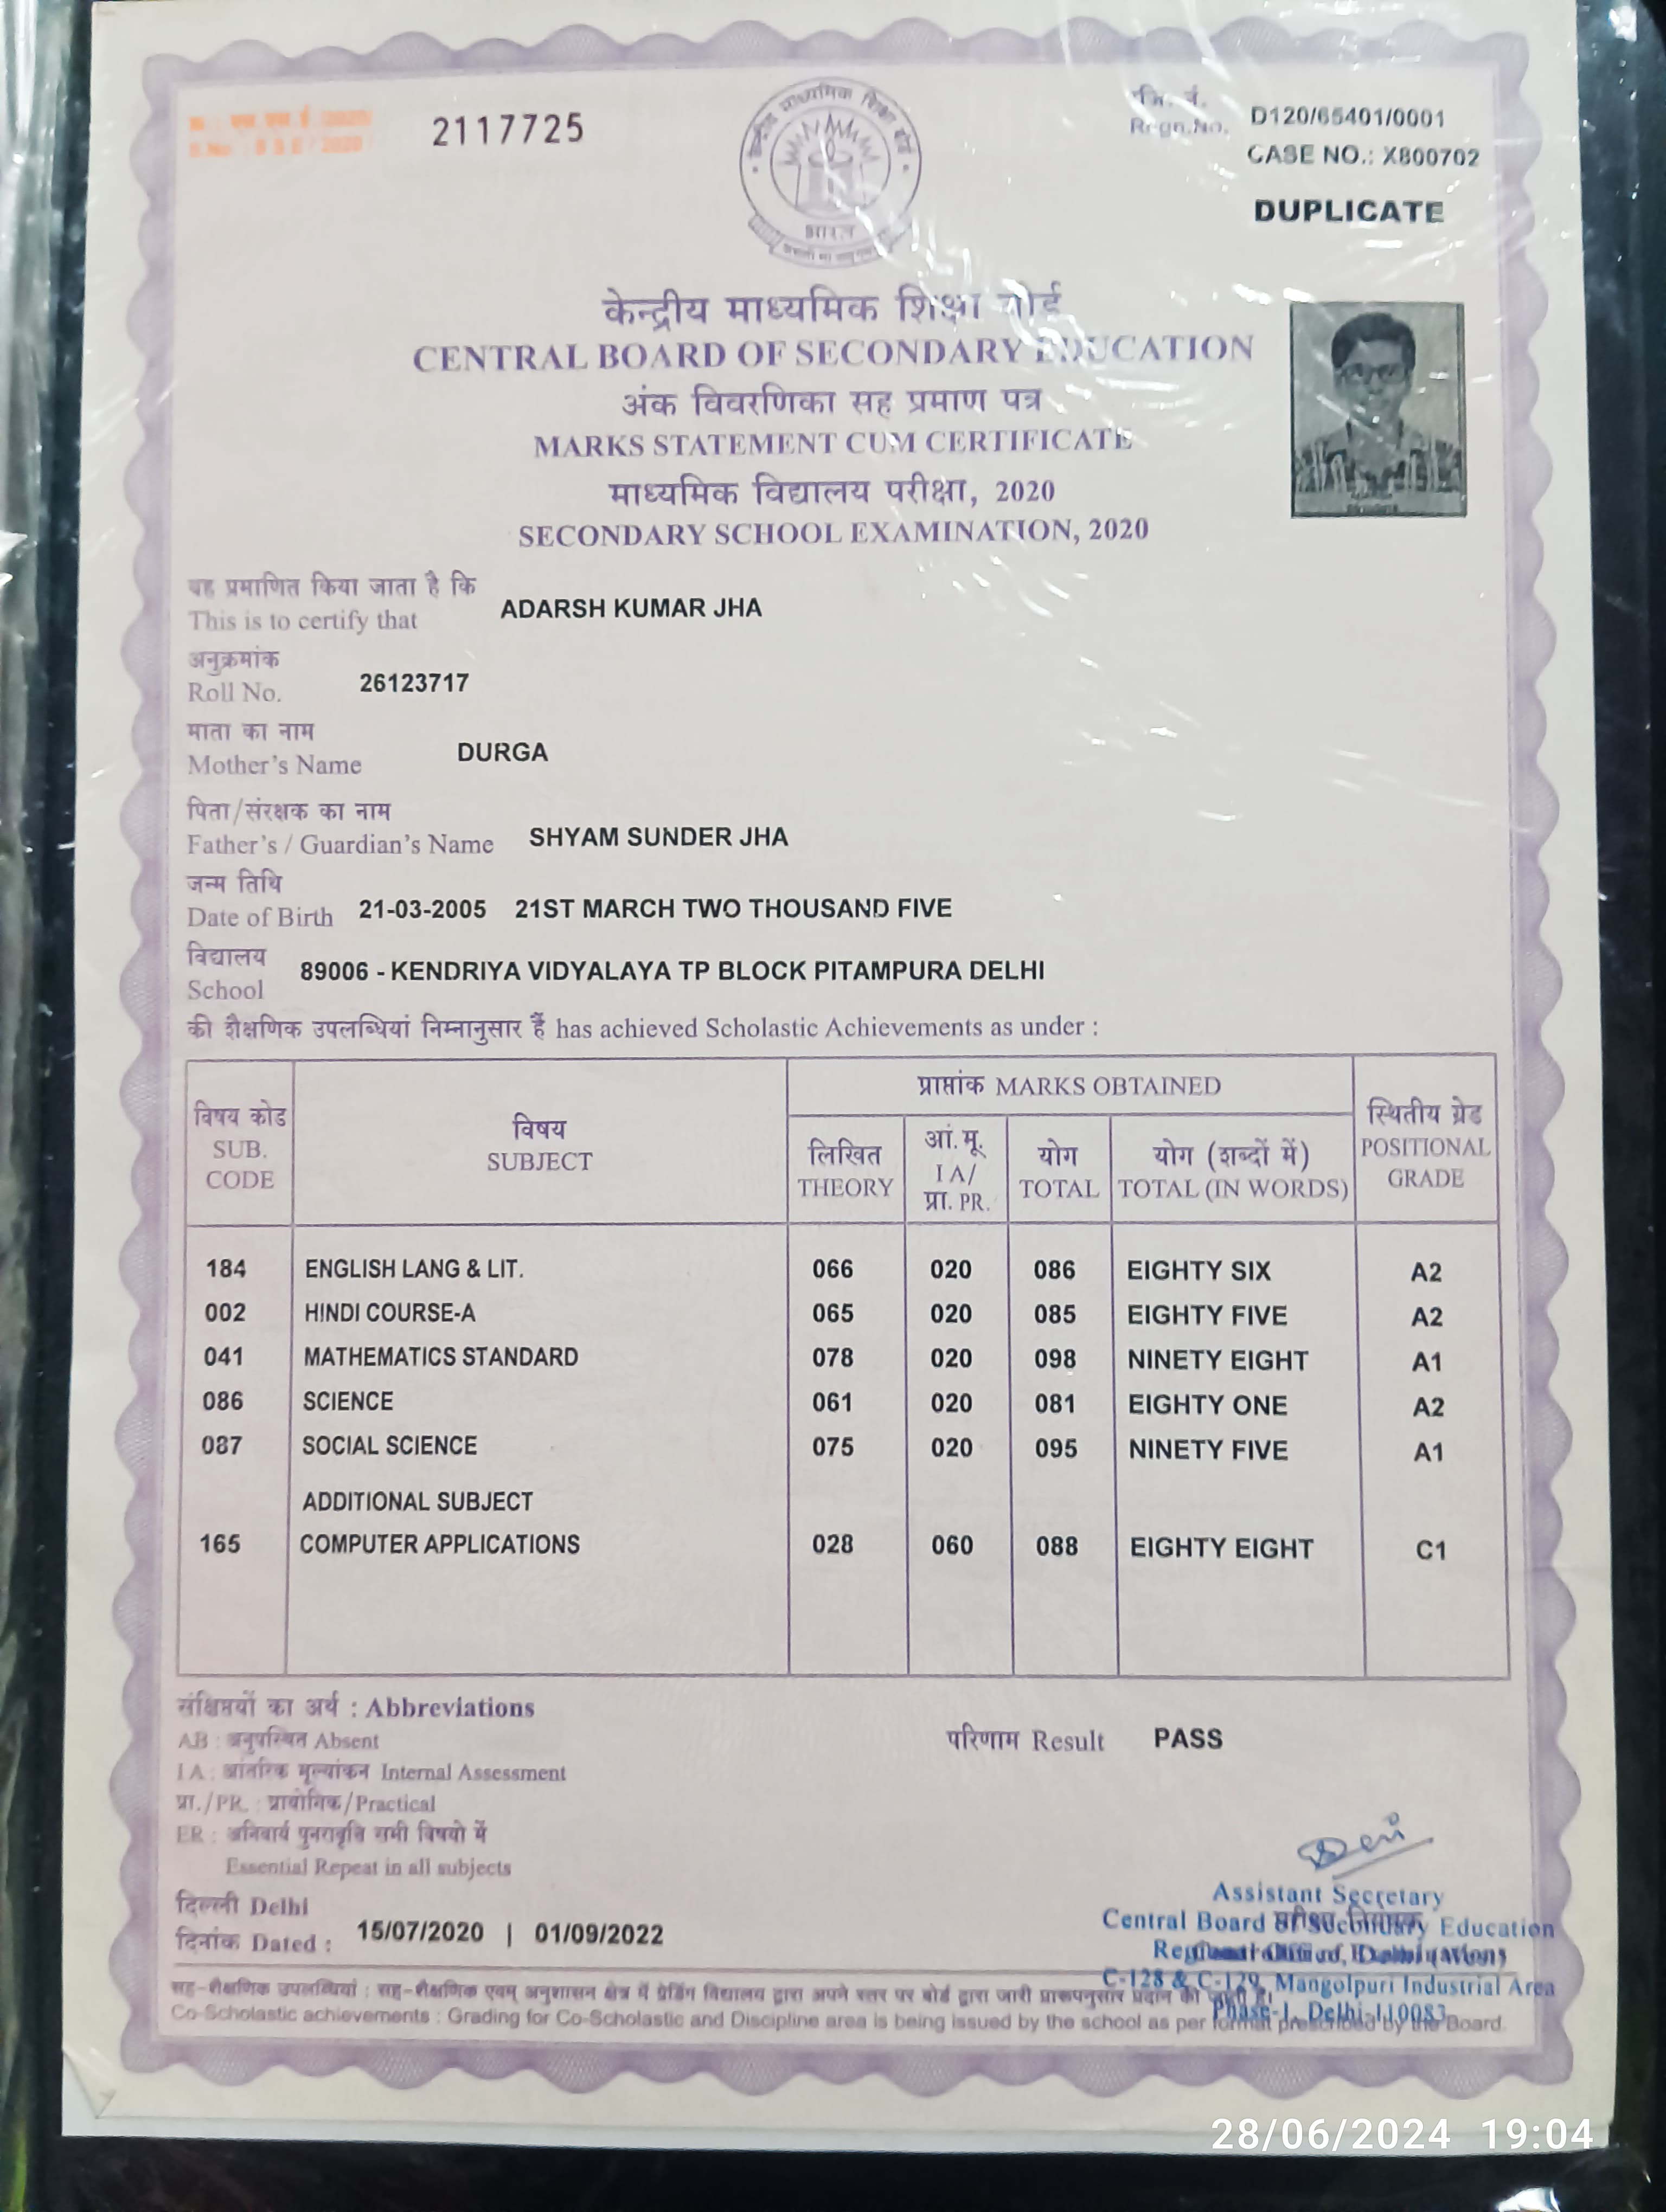 2117725
रजि. नं.
Regn.No. D120/65401/0001
CASE NO.: X800702
DUPLICATE
भारत
केन्द्रीय माध्यमिक शिक्षा बोर्ड
CENTRAL BOARD OF SECONDARY EDUCATION
अंक विवरणिका सह प्रमाण पत्र
MARKS STATEMENT CUM CERTIFICATE
माध्यमिक विद्यालय परीक्षा, 2020
SECONDARY SCHOOL EXAMINATION, 2020
यह प्रमाणित किया जाता है कि
This is to certify that ADARSH KUMAR JHA
अनुक्रमांक
Roll No. 26123717
माता का नाम
Mother's Name DURGA
पिता/संरक्षक का नाम
Father's / Guardian's Name SHYAM SUNDER JHA
जन्म तिथि
Date of Birth 21-03-2005 21ST MARCH TWO THOUSAND FIVE
विद्यालय
School 89006 - KENDRIYA VIDYALAYA TP BLOCK PITAMPURA DELHI
की शैक्षणिक उपलब्धियां निम्नानुसार हैं has achieved Scholastic Achievements as under :
विषय कोड
SUB.
CODE
विषय
SUBJECT
प्राप्तांक MARKS OBTAINED
लिखित
THEORY
आं.मू.
I A/
प्रा. PR.
योग
TOTAL
योग (शब्दों में)
TOTAL (IN WORDS)
स्थितीय ग्रेड
POSITIONAL
GRADE
184 ENGLISH LANG & LIT. 066 020 086 EIGHTY SIX A2
002 HINDI COURSE-A 065 020 085 EIGHTY FIVE A2
041 MATHEMATICS STANDARD 078 020 098 NINETY EIGHT A1
086 SCIENCE 061 020 081 EIGHTY ONE A2
087 SOCIAL SCIENCE 075 020 095 NINETY FIVE A1
ADDITIONAL SUBJECT
165 COMPUTER APPLICATIONS 028 060 088 EIGHTY EIGHT C1
संक्षिप्तयों का अर्थ : Abbreviations
AB : अनुपस्थित Absent
I A : आंतरिक मूल्यांकन Internal Assessment
प्रा./PR. : प्रायोगिक/Practical
ER : अनिवार्य पुनरावृत्ति सभी विषयो में
Essential Repeat in all subjects
परिणाम Result PASS
दिल्ली Delhi
दिनांक Dated : 15/07/2020 | 01/09/2022
Assistant Secretary
Central Board of Secondary Education
Regional Office, Delhi (West)
C-128 & C-129, Mangolpuri Industrial Area
Phase-1, Delhi-110083
सह-शैक्षणिक उपलब्धियां : सह-शैक्षणिक एवम् अनुशासन क्षेत्र में ग्रेडिंग विद्यालय द्वारा अपने स्तर पर बोर्ड द्वारा जारी प्रारूपनुसार प्रदान की जाती है।
Co-Scholastic achievements : Grading for Co-Scholastic and Discipline area is being issued by the school as per format prescribed by the Board.
28/06/2024 19:04